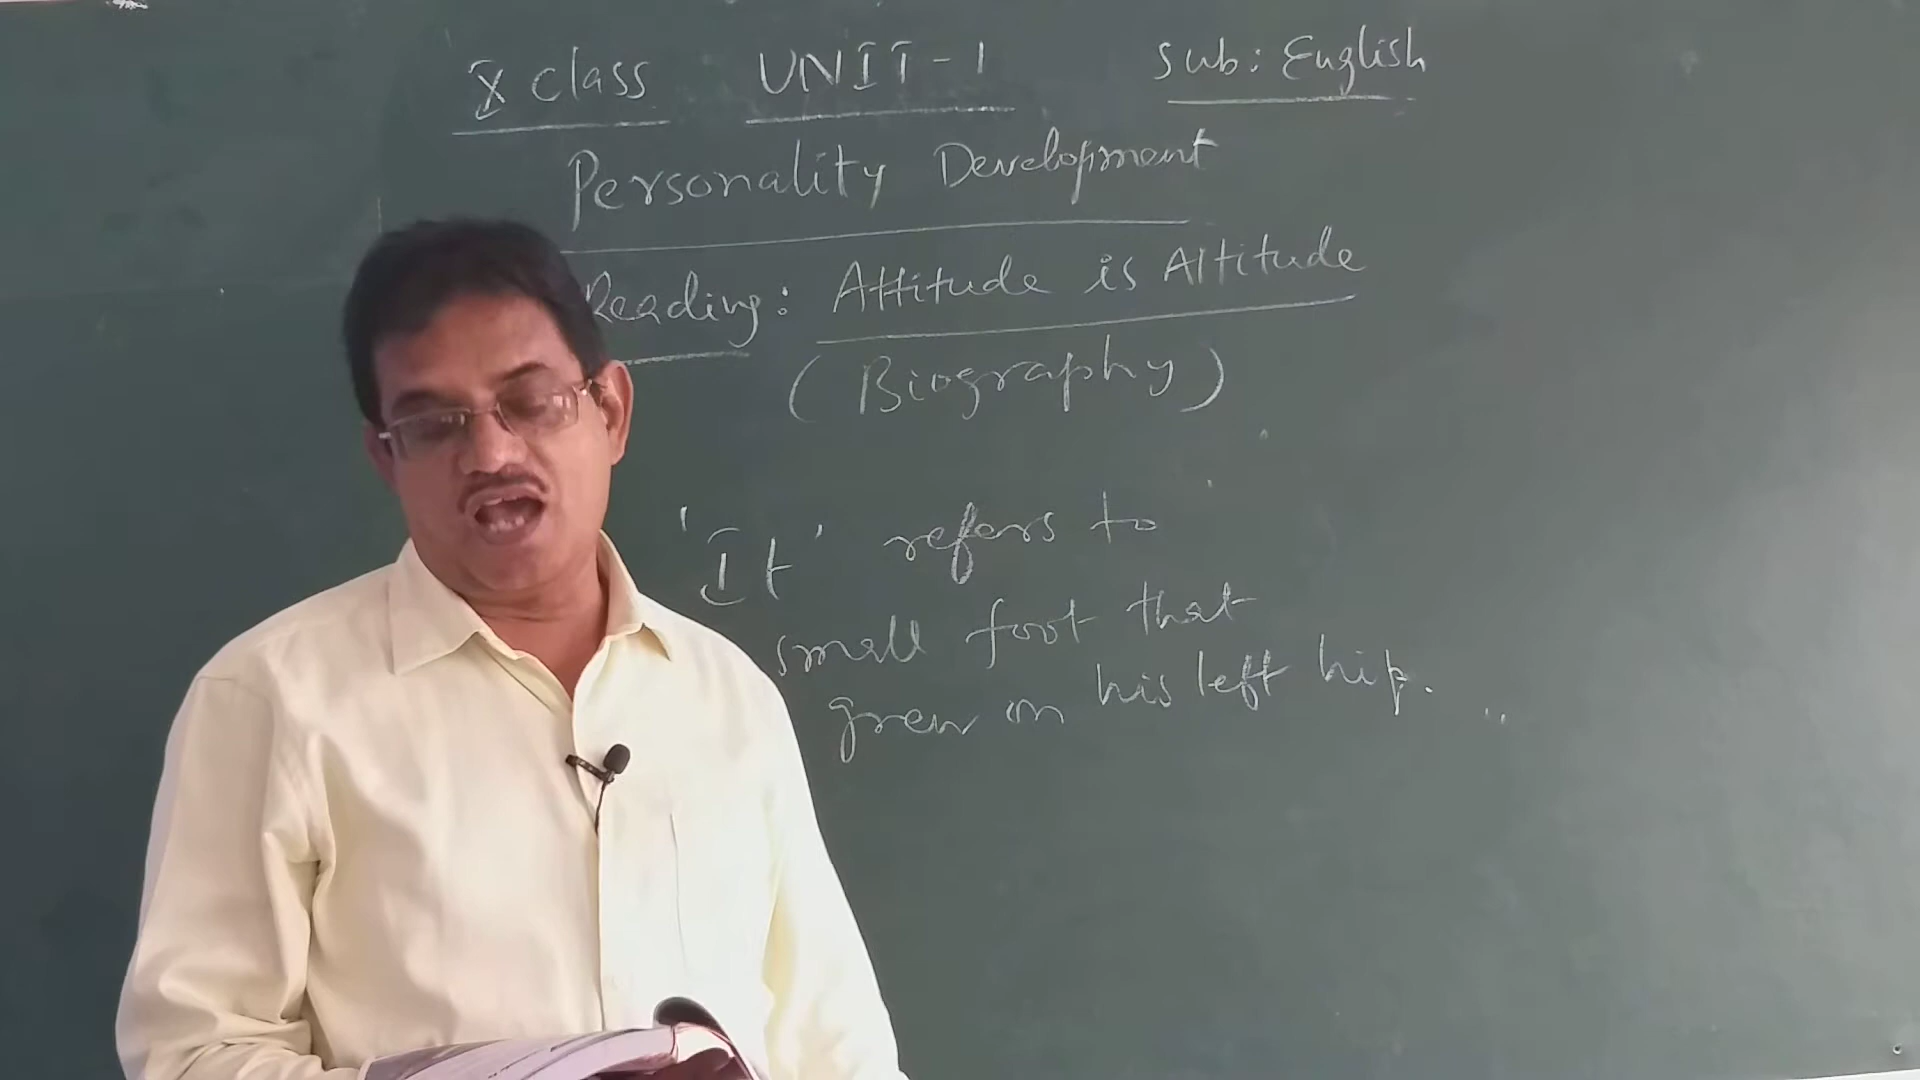 X class UNIT-1 Sub: English
Personality Development
Reading: Attitude is Altitude
(Biography)
'It' refers to
small foot that
grew on his left hip.